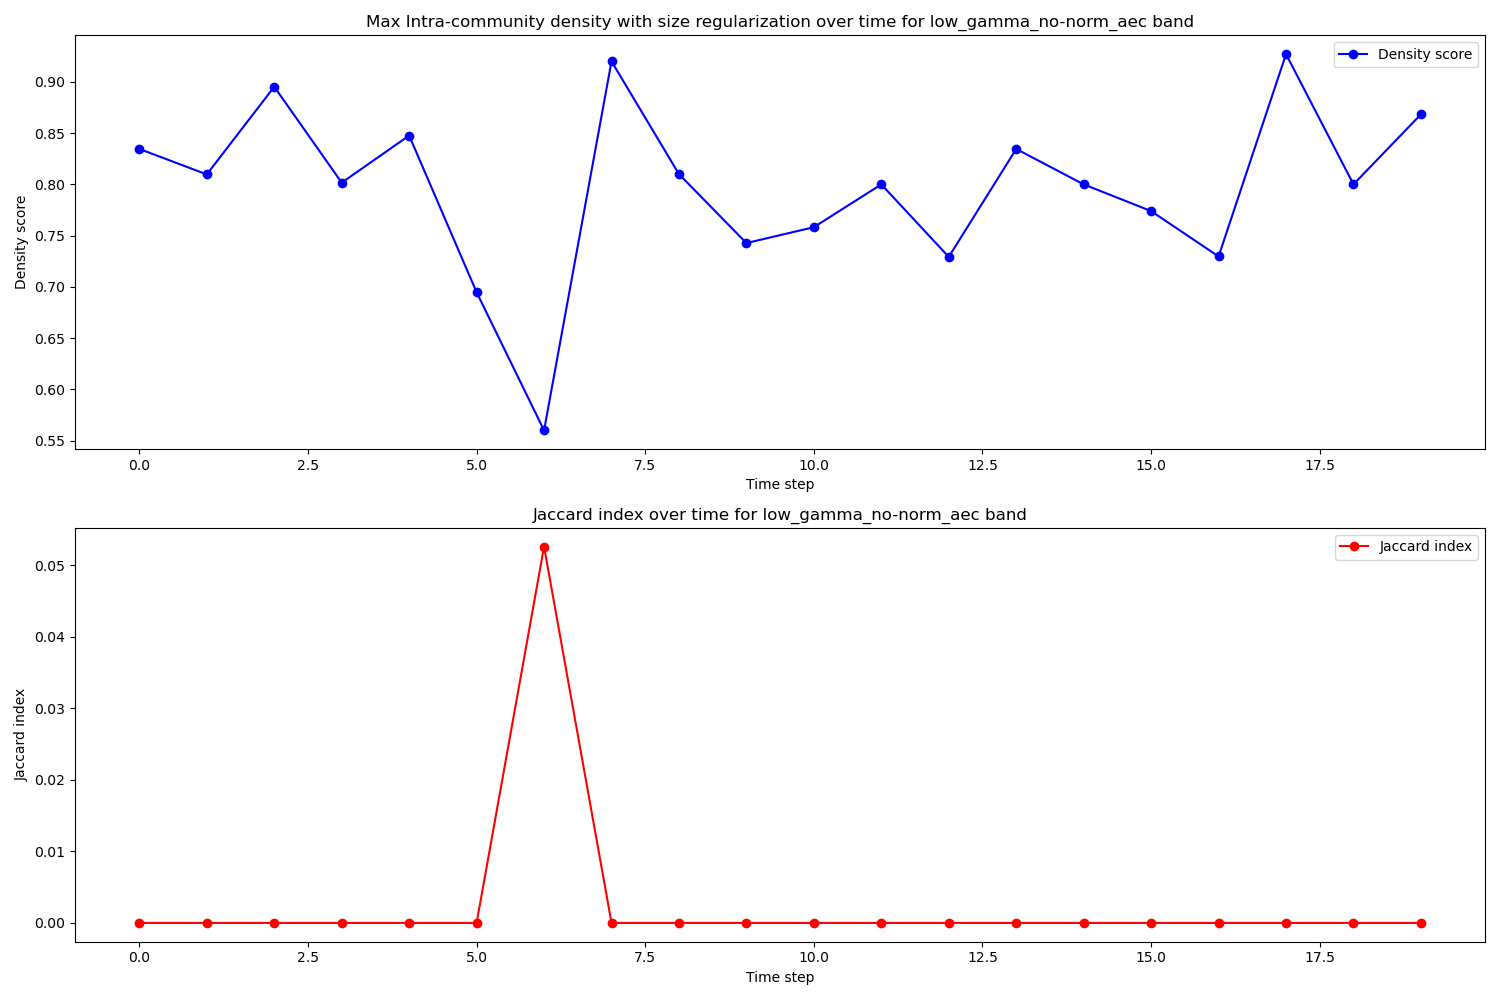 Max Intra-community density with size regularization over time for low_gamma_no-norm_aec band
Density score
0.90
0.85
0.80
0.75
0.70
0.65
0.60
0.55
Density score
0.0 2.5 5.0 7.5 10.0 12.5 15.0 17.5
Time step
Jaccard index over time for low_gamma_no-norm_aec band
Jaccard index
0.05
0.04
0.03
0.02
0.01
0.00
Jaccard index
0.0 2.5 5.0 7.5 10.0 12.5 15.0 17.5
Time step